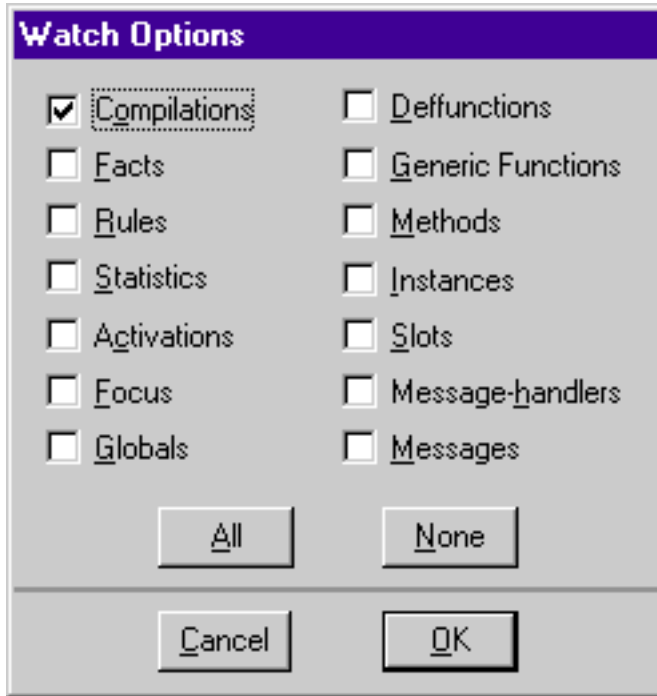 Watch Options
Compilations
Deffunctions
Facts
Generic Functions
Rules
Methods
Statistics
Instances
Activations
Slots
Focus
Message-handlers
Globals
Messages
All
None
Cancel
OK